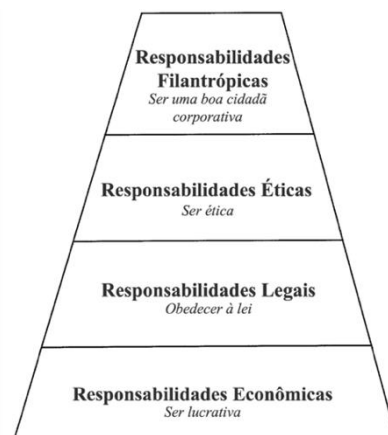 Responsabilidades
Filantrópicas
Ser uma boa cidadã
corporativa
Responsabilidades Éticas
Ser ética
Responsabilidades Legais
Obedecer à lei
Responsabilidades Econômicas
Ser lucrativa